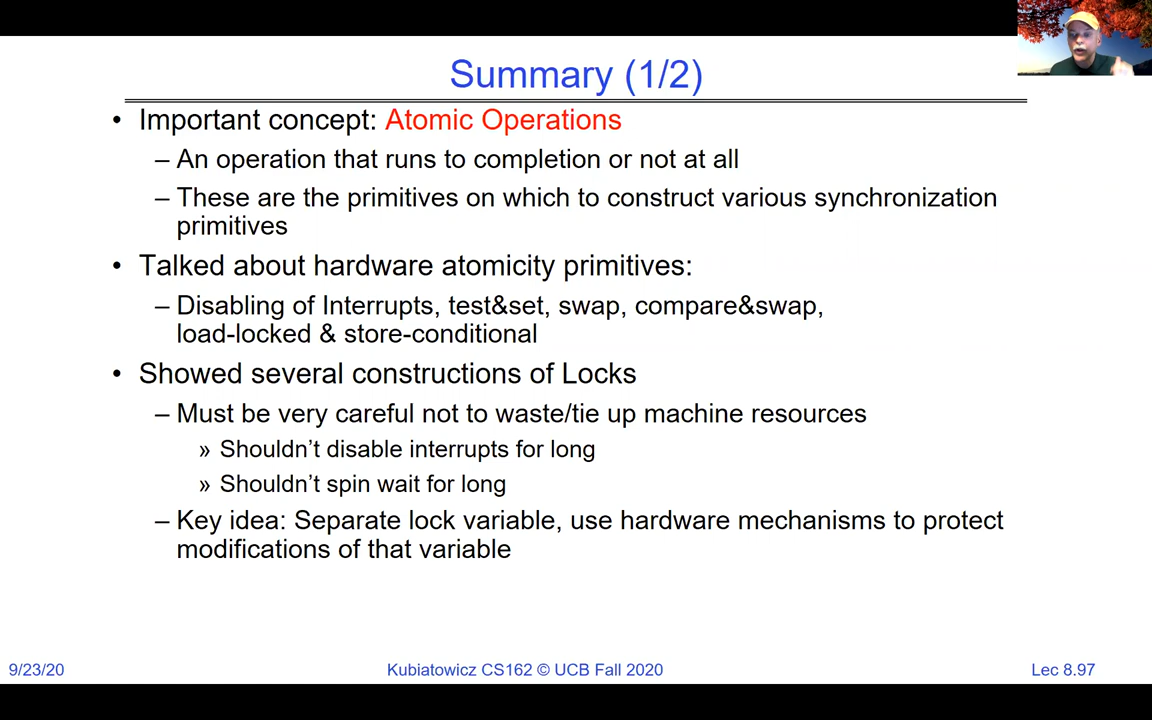 Summary (1/2)
• Important concept: Atomic Operations
– An operation that runs to completion or not at all
– These are the primitives on which to construct various synchronization
primitives
• Talked about hardware atomicity primitives:
– Disabling of Interrupts, test&set, swap, compare&swap,
load-locked & store-conditional
• Showed several constructions of Locks
– Must be very careful not to waste/tie up machine resources
» Shouldn’t disable interrupts for long
» Shouldn’t spin wait for long
– Key idea: Separate lock variable, use hardware mechanisms to protect
modifications of that variable
9/23/20 Kubiatowicz CS162 © UCB Fall 2020 Lec 8.97